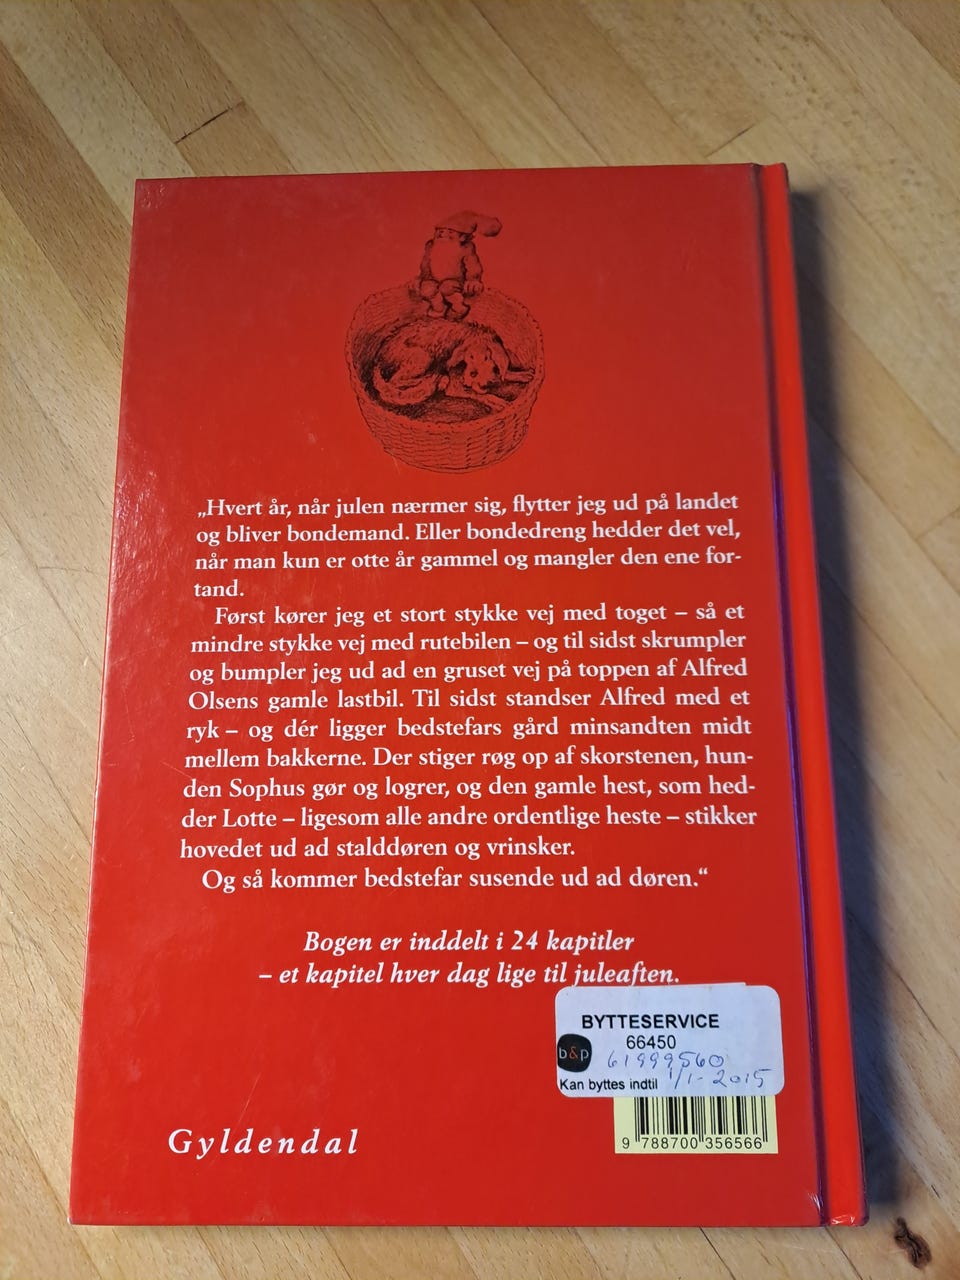 „Hvert år, når julen nærmer sig, flytter jeg ud på landet
og bliver bondemand. Eller bondedreng hedder det vel,
når man kun er otte år gammel og mangler den ene for-
tand.
Først kører jeg et stort stykke vej med toget – så et
mindre stykke vej med rutebilen – og til sidst skrumpler
og bumpler jeg ud ad en gruset vej på toppen af Alfred
Olsens gamle lastbil. Til sidst standser Alfred med et
ryk – og dér ligger bedstefars gård minsandten midt
mellem bakkerne. Der stiger røg op af skorstenen, hun-
den Sophus gør og logrer, og den gamle hest, som hed-
der Lotte – ligesom alle andre ordentlige heste – stikker
hovedet ud ad stalddøren og vrinsker.
Og så kommer bedstefar susende ud ad døren.“
Bogen er inddelt i 24 kapitler
– et kapitel hver dag lige til juleaften.
BYTTESERVICE
66450
b&p 61999560
Kan byttes indtil 1/1-2015
9 788700 356566
Gyldendal